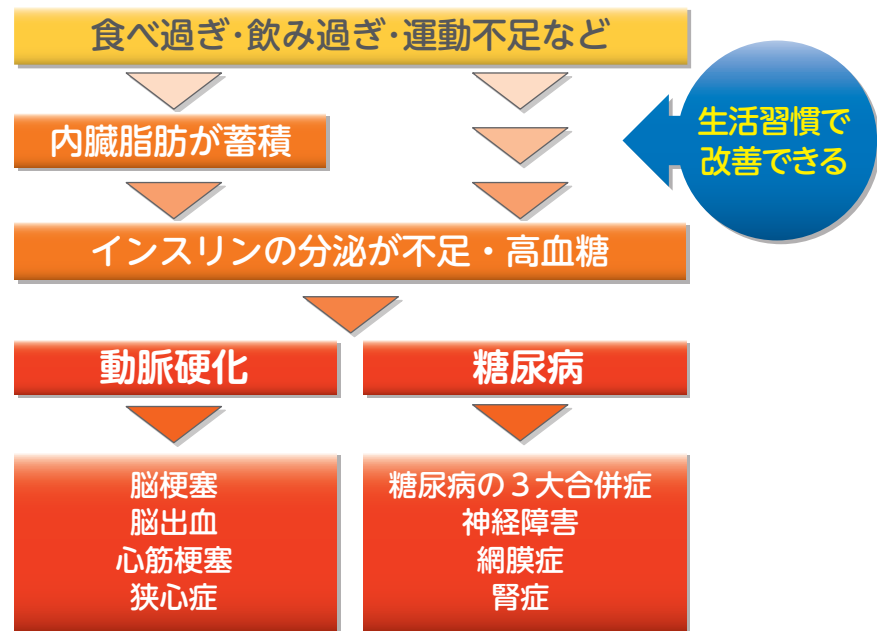 食べ過ぎ･飲み過ぎ･運動不足など
生活習慣で
改善できる
内臓脂肪が蓄積
インスリンの分泌が不足・高血糖
動脈硬化
糖尿病
脳梗塞
脳出血
心筋梗塞
狭心症
糖尿病の３大合併症
神経障害
網膜症
腎症